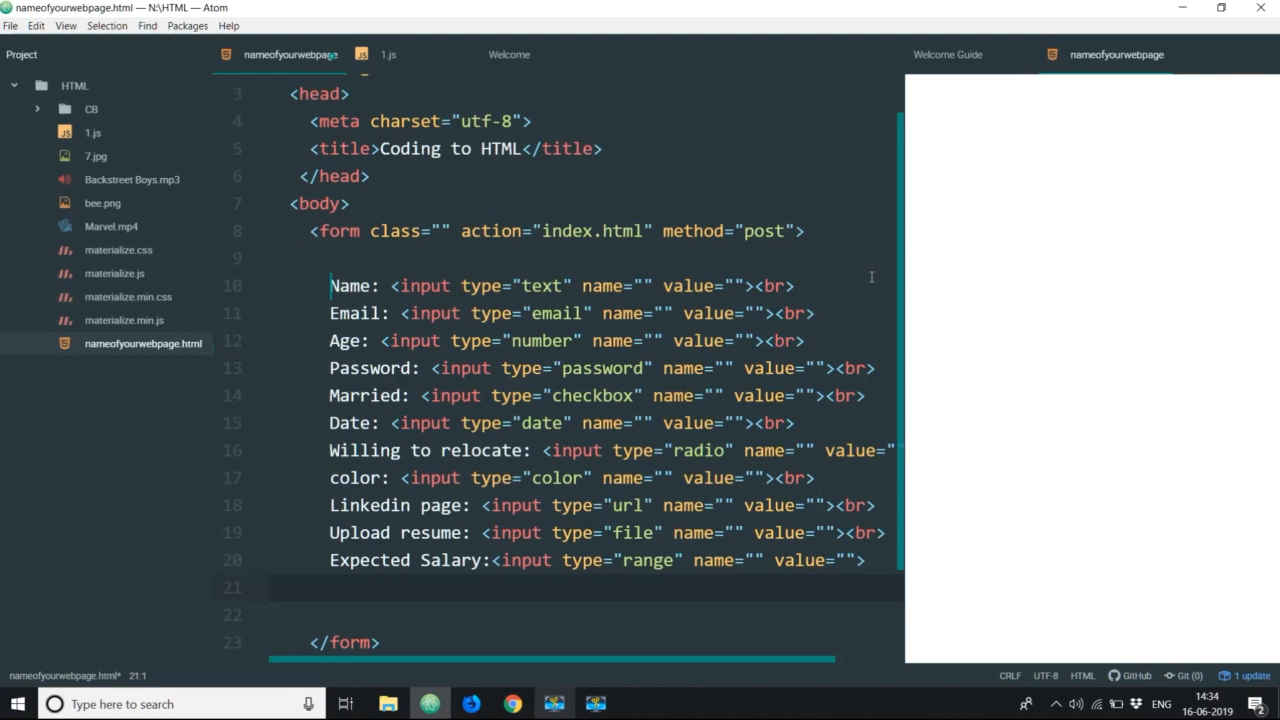 nameofyourwebpage.html — N:\HTML — Atom
File Edit View Selection Find Packages Help
Project
nameofyourwebpage
1.js
Welcome
Welcome Guide
nameofyourwebpage
HTML
CB
1.js
7.jpg
Backstreet Boys.mp3
bee.png
Marvel.mp4
materialize.css
materialize.js
materialize.min.css
materialize.min.js
nameofyourwebpage.html
3 <head>
4 <meta charset="utf-8">
5 <title>Coding to HTML</title>
6 </head>
7 <body>
8 <form class="" action="index.html" method="post">
9
10 Name: <input type="text" name="" value=""><br>
11 Email: <input type="email" name="" value=""><br>
12 Age: <input type="number" name="" value=""><br>
13 Password: <input type="password" name="" value=""><br>
14 Married: <input type="checkbox" name="" value=""><br>
15 Date: <input type="date" name="" value=""><br>
16 Willing to relocate: <input type="radio" name="" value="
17 color: <input type="color" name="" value=""><br>
18 Linkedin page: <input type="url" name="" value=""><br>
19 Upload resume: <input type="file" name="" value=""><br>
20 Expected Salary:<input type="range" name="" value="">
21
22
23 </form>
nameofyourwebpage.html* 21:1
CRLF UTF-8 HTML GitHub Git (0) 1 update
Type here to search
ENG
14:34
16-06-2019
2